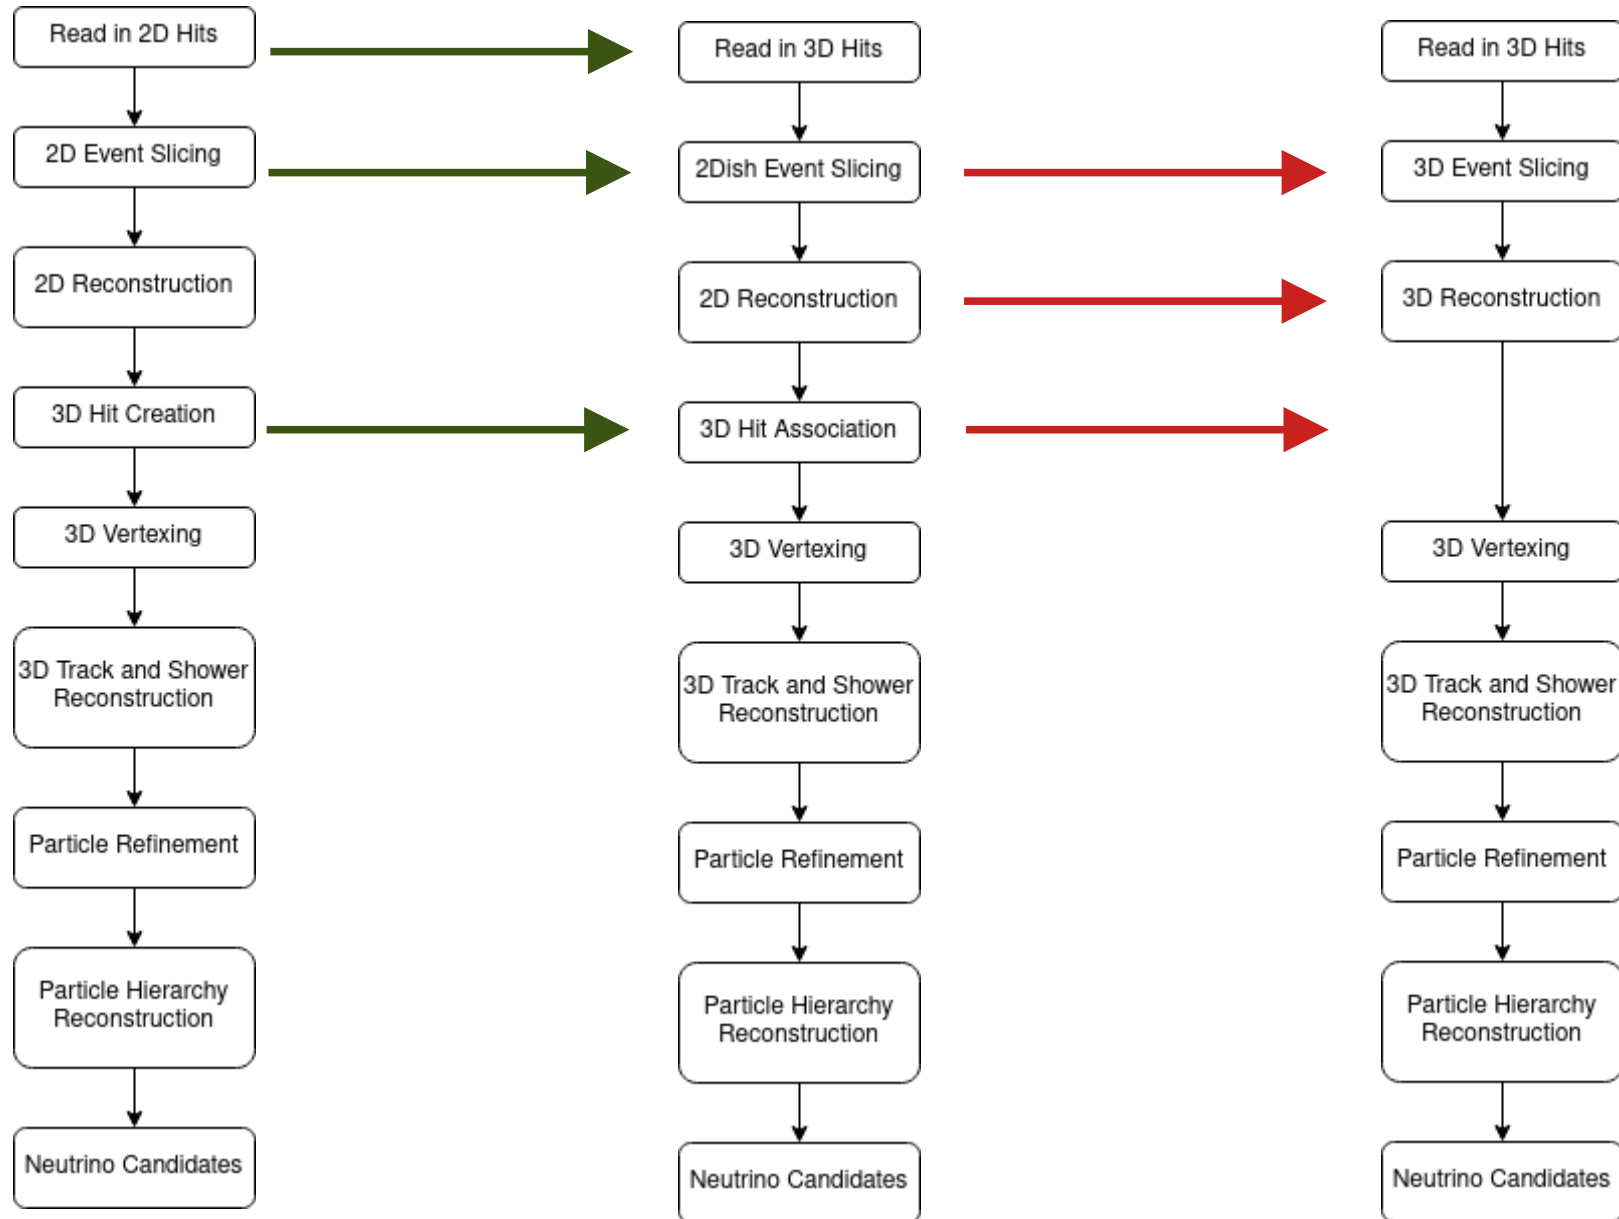 Read in 2D Hits
2D Event Slicing
2D Reconstruction
3D Hit Creation
3D Vertexing
3D Track and Shower
Reconstruction
Particle Refinement
Particle Hierarchy
Reconstruction
Neutrino Candidates
Read in 3D Hits
2Dish Event Slicing
2D Reconstruction
3D Hit Association
3D Vertexing
3D Track and Shower
Reconstruction
Particle Refinement
Particle Hierarchy
Reconstruction
Neutrino Candidates
Read in 3D Hits
3D Event Slicing
3D Reconstruction
3D Vertexing
3D Track and Shower
Reconstruction
Particle Refinement
Particle Hierarchy
Reconstruction
Neutrino Candidates